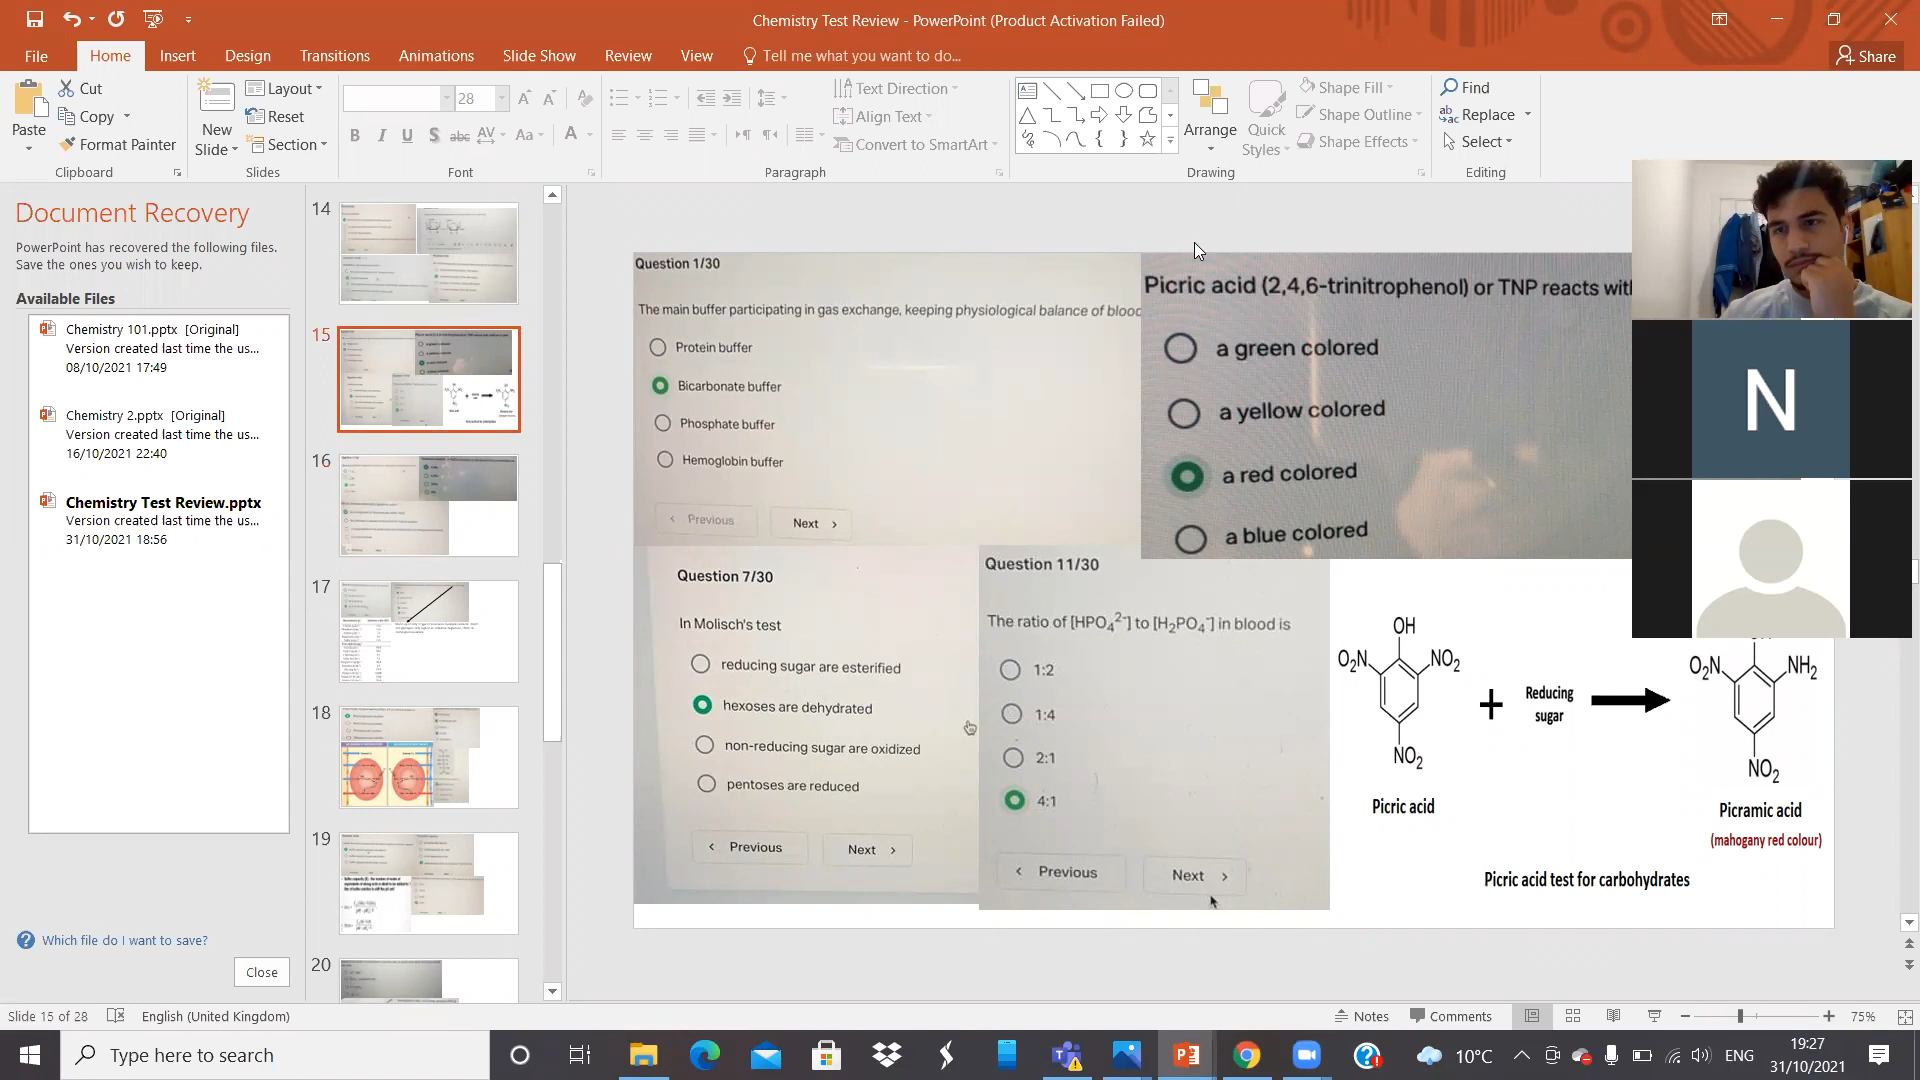 Chemistry Test Review - PowerPoint (Product Activation Failed)
File Home Insert Design Transitions Animations Slide Show Review View Tell me what you want to do... Share
Paste
Cut
Copy
Format Painter
Clipboard
New Slide
Layout
Reset
Section
Slides
28
B I U S abc AV Aa A
Font
Text Direction
Align Text
Convert to SmartArt
Paragraph
Arrange
Quick Styles
Shape Fill
Shape Outline
Shape Effects
Drawing
Find
Replace
Select
Editing
Document Recovery
PowerPoint has recovered the following files.
Save the ones you wish to keep.
Available Files
Chemistry 101.pptx [Original]
Version created last time the us...
08/10/2021 17:49
Chemistry 2.pptx [Original]
Version created last time the us...
16/10/2021 22:40
Chemistry Test Review.pptx
Version created last time the us...
31/10/2021 18:56
Which file do I want to save?
Close
14
15
16
17
18
19
20
Question 1/30
The main buffer participating in gas exchange, keeping physiological balance of blood
Protein buffer
Bicarbonate buffer
Phosphate buffer
Hemoglobin buffer
< Previous
Next >
Picric acid (2,4,6-trinitrophenol) or TNP reacts with
a green colored
a yellow colored
a red colored
a blue colored
Question 7/30
In Molisch's test
reducing sugar are esterified
hexoses are dehydrated
non-reducing sugar are oxidized
pentoses are reduced
< Previous
Next >
Question 11/30
The ratio of [HPO₄²⁻] to [H₂PO₄⁻] in blood is
1:2
1:4
2:1
4:1
< Previous
Next >
OH
O₂N NO₂
NO₂
Picric acid
+
Reducing
sugar
O₂N NH₂
NO₂
Picramic acid
(mahogany red colour)
Picric acid test for carbohydrates
N
Slide 15 of 28
English (United Kingdom)
Notes
Comments
75%
Type here to search
10°C
ENG
19:27
31/10/2021